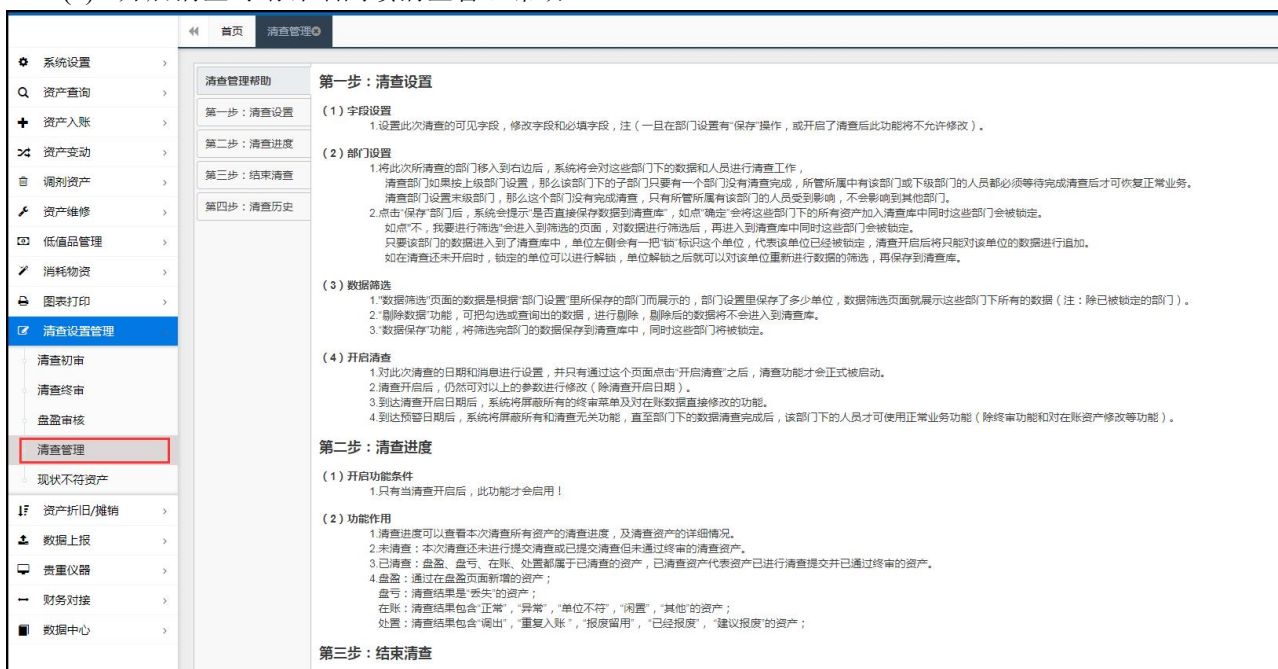 首页 清查管理
系统设置
资产查询
资产入账
资产变动
调剂资产
资产维修
低值品管理
消耗物资
图表打印
清查设置管理
清查初审
清查终审
盘盈审核
清查管理
现状不符资产
资产折旧/摊销
数据上报
贵重仪器
财务对接
数据中心
清查管理帮助
第一步：清查设置
第二步：清查进度
第三步：结束清查
第四步：清查历史
第一步：清查设置
（1）字段设置
1.设置此次清查的可见字段，修改字段和必填字段，注（一旦在部门设置有“保存”操作，或开启了清查后此功能将不允许修改）。
（2）部门设置
1.将此次所清查的部门移入到右边后，系统将会对这些部门下的数据和人员进行清查工作，
清查部门如果按上级部门设置，那么该部门下的子部门只要有一个部门没有清查完成，所管所属中有该部门或下级部门的人员都必须等待完成清查后才可恢复正常业务。
清查部门设置末级部门，那么这个部门没有完成清查，只有所管所属有该部门的人员受到影响，不会影响到其他部门。
2.点击“保存”部门后，系统会提示“是否直接保存数据到清查库”，如点“确定”会将这些部门下的所有资产加入清查库中同时这些部门会被锁定。
如点“不，我要进行筛选”会进入到筛选的页面，对数据进行筛选后，再进入到清查库中同时这些部门会被锁定。
只要该部门的数据进入到了清查库中，单位左侧会有一把“锁”标识这个单位，代表该单位已经被锁定，清查开启后将只能对该单位的数据进行追加。
如在清查还未开启时，锁定的单位可以进行解锁，单位解锁之后就可以对该单位重新进行数据的筛选，再保存到清查库。
（3）数据筛选
1.“数据筛选”页面的数据是根据“部门设置”里所保存的部门而展示的，部门设置里保存了多少单位，数据筛选页面就展示这些部门下所有的数据（注：除已被锁定的部门）。
2.“剔除数据”功能，可把勾选或查询出的数据，进行剔除，剔除后的数据将不会进入到清查库。
3.“数据保存”功能，将筛选完部门的数据保存到清查库中，同时这些部门将被锁定。
（4）开启清查
1.对此次清查的日期和消息进行设置，并只有通过这个页面点击“开启清查”之后，清查功能才会正式被启动。
2.清查开启后，仍然可对以上的参数进行修改（除清查开启日期）。
3.到达清查开启日期后，系统将屏蔽所有的终审菜单及对在账数据直接修改的功能。
4.到达预警日期后，系统将屏蔽所有和清查无关功能，直至部门下的数据清查完成后，该部门下的人员才可使用正常业务功能（除终审功能和对在账资产修改等功能）。
第二步：清查进度
（1）开启功能条件
1.只有当清查开启后，此功能才会启用！
（2）功能作用
1.清查进度可以查看本次清查所有资产的清查进度，及清查资产的详细情况。
2.未清查：本次清查还未进行提交清查或已提交清查但未通过终审的清查资产。
3.已清查：盘盈、盘亏、在账、处置都属于已清查的资产，已清查资产代表资产已进行清查提交并已通过终审的资产。
4.盘盈：通过在盘盈页面新增的资产；
盘亏：清查结果是“丢失”的资产；
在账：清查结果包含“正常”，“异常”，“单位不符”，“闲置”，“其他”的资产；
处置：清查结果包含“调出”，“重复入账”，“报废留用”，“已经报废”，“建议报废”的资产；
第三步：结束清查